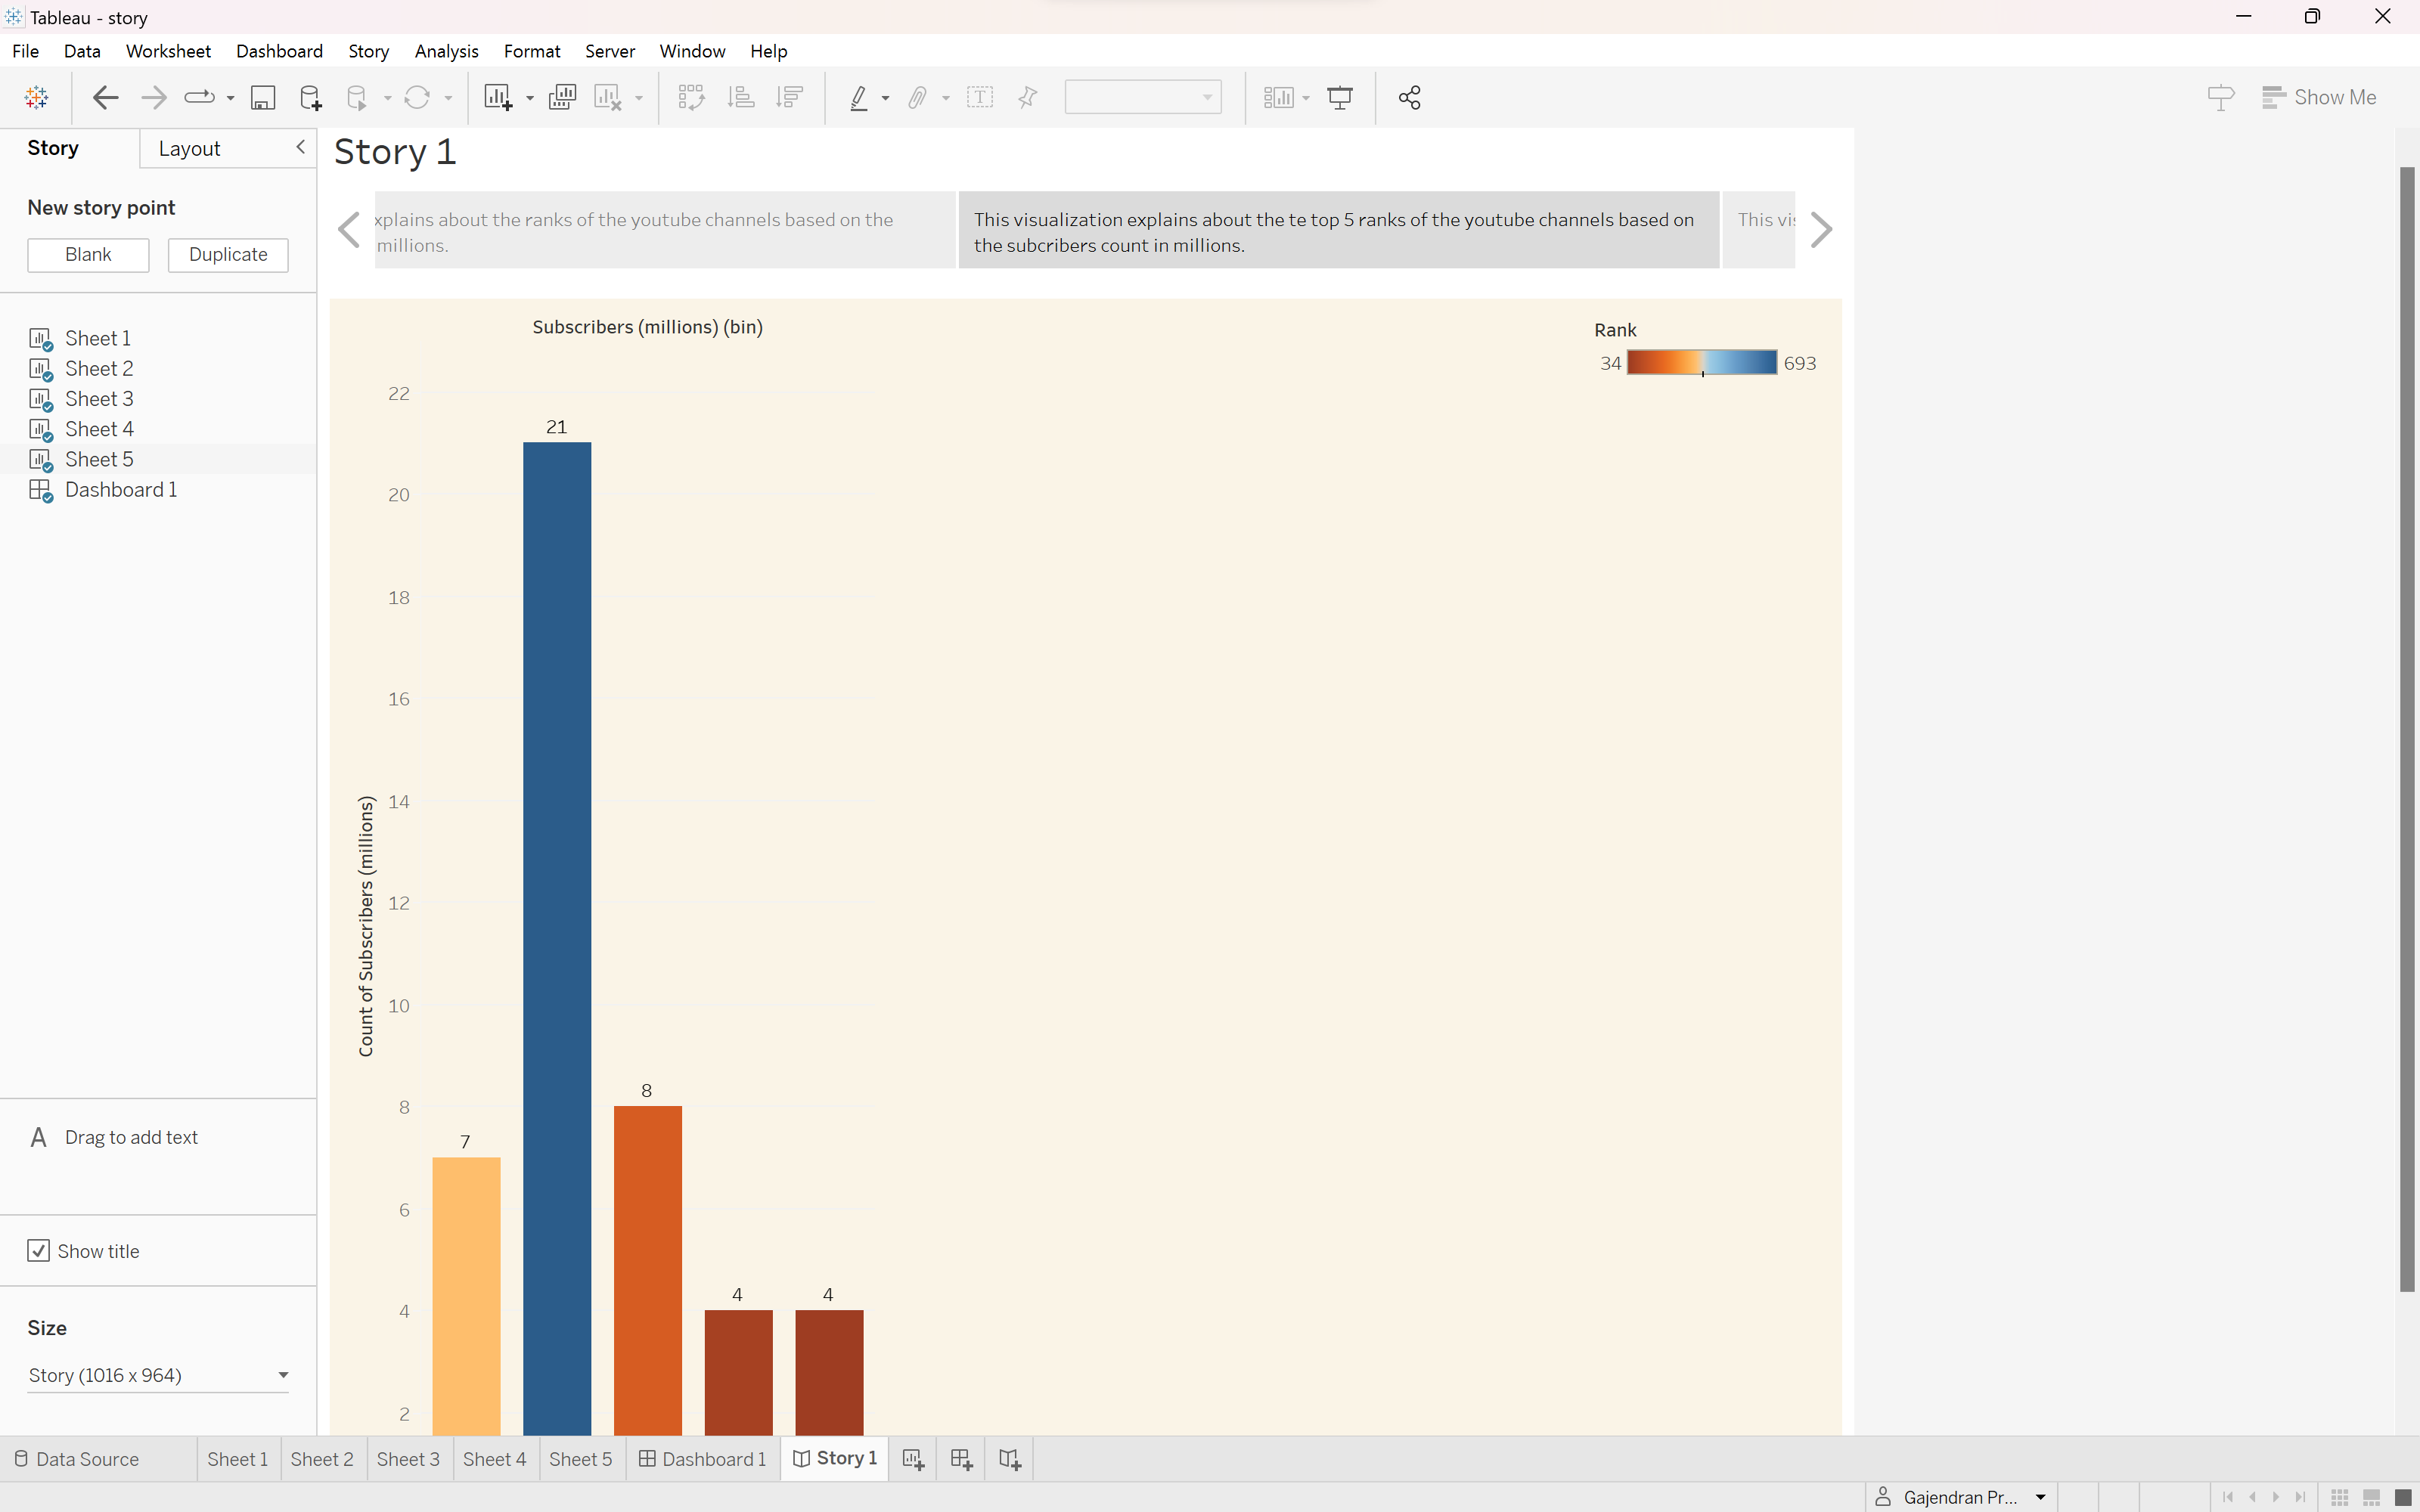 Tableau - story
File Data Worksheet Dashboard Story Analysis Format Server Window Help
Show Me
Story Layout
New story point
Blank Duplicate
Sheet 1
Sheet 2
Sheet 3
Sheet 4
Sheet 5
Dashboard 1
A Drag to add text
Show title
Size
Story (1016 x 964)
Story 1
xplains about the ranks of the youtube channels based on the
millions.
This visualization explains about the te top 5 ranks of the youtube channels based on
the subcribers count in millions.
This vi
Subscribers (millions) (bin)
Rank
34 693
Count of Subscribers (millions)
22
20
18
16
14
12
10
8
6
4
2
7
21
8
4
4
Data Source Sheet 1 Sheet 2 Sheet 3 Sheet 4 Sheet 5 Dashboard 1 Story 1
Gajendran Pr...